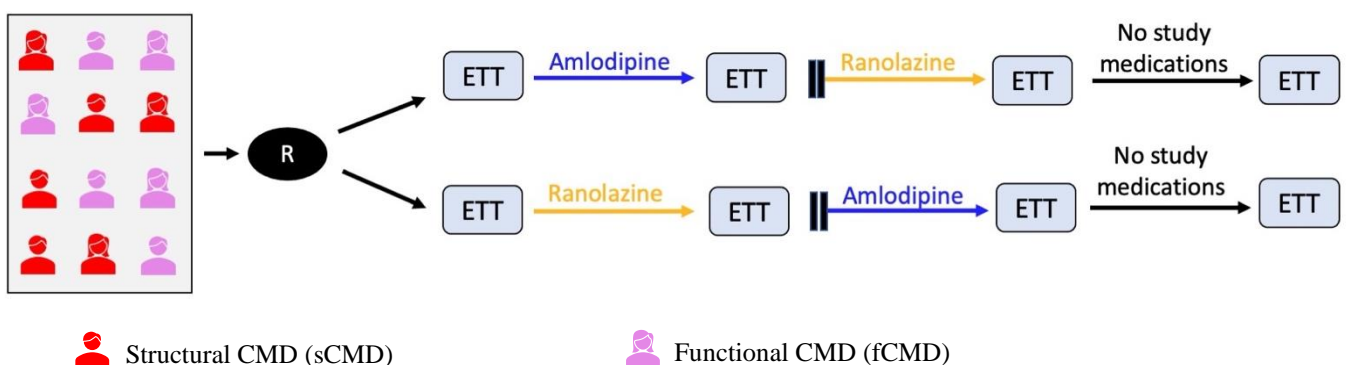 No study
medications
ETT
Amlodipine
ETT
Ranolazine
ETT
ETT
R
No study
medications
ETT
Ranolazine
ETT
Amlodipine
ETT
ETT
Structural CMD (sCMD)
Functional CMD (fCMD)